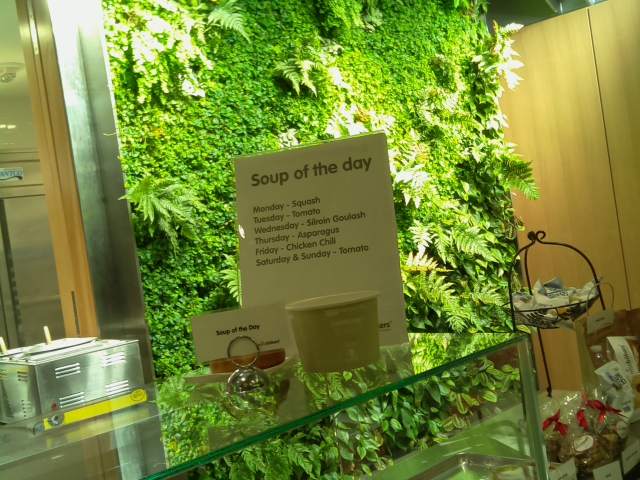 Soup of the day
Monday - Squash
Tuesday - Tomato
Wednesday - Silroin Goulash
Thursday - Asparagus
Friday - Chicken Chili
Saturday & Sunday - Tomato
Soup of the Day